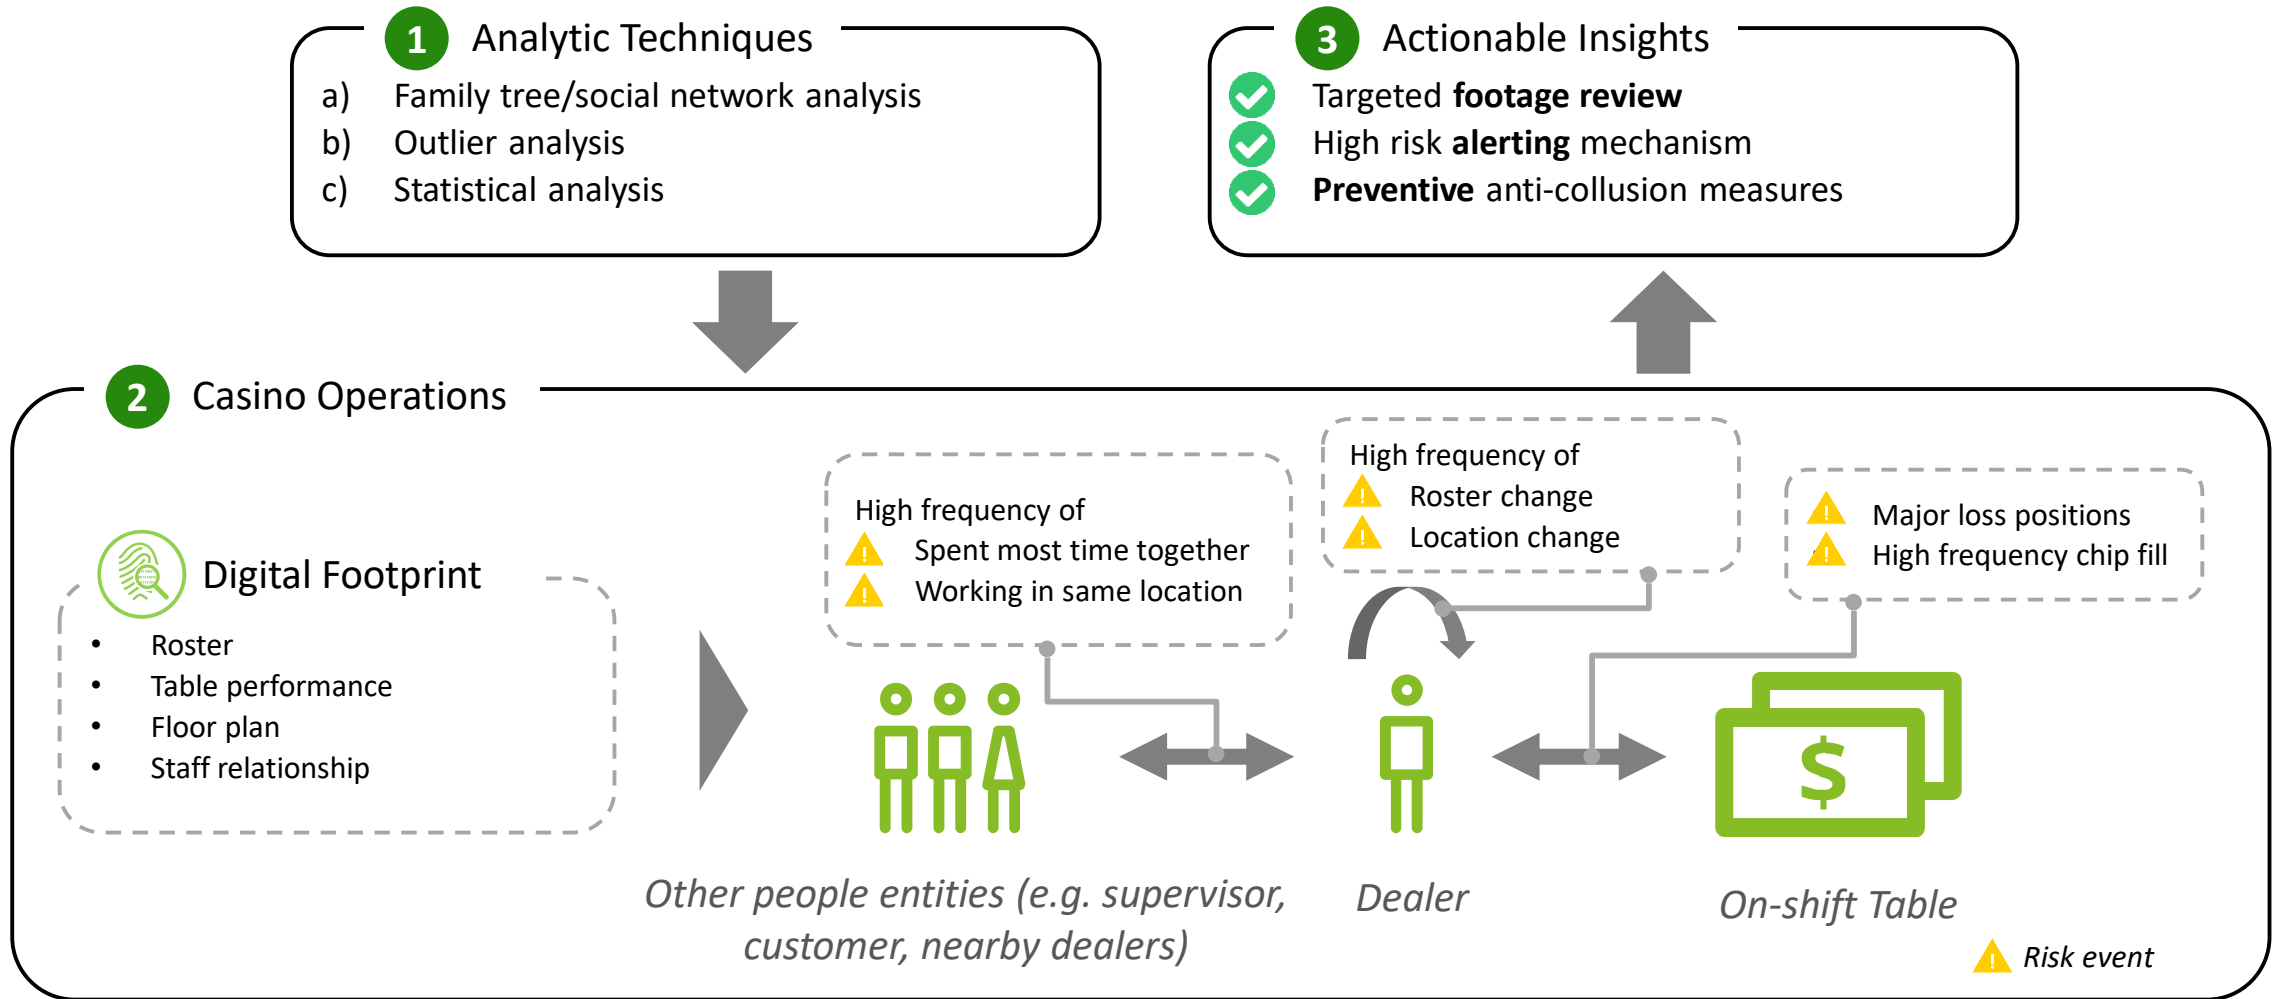 1 Analytic Techniques
a) Family tree/social network analysis
b) Outlier analysis
c) Statistical analysis
3 Actionable Insights
Targeted footage review
High risk alerting mechanism
Preventive anti-collusion measures
2 Casino Operations
Digital Footprint
• Roster
• Table performance
• Floor plan
• Staff relationship
High frequency of
! Spent most time together
! Working in same location
High frequency of
! Roster change
! Location change
! Major loss positions
! High frequency chip fill
$
Other people entities (e.g. supervisor,
customer, nearby dealers)
Dealer
On-shift Table
! Risk event